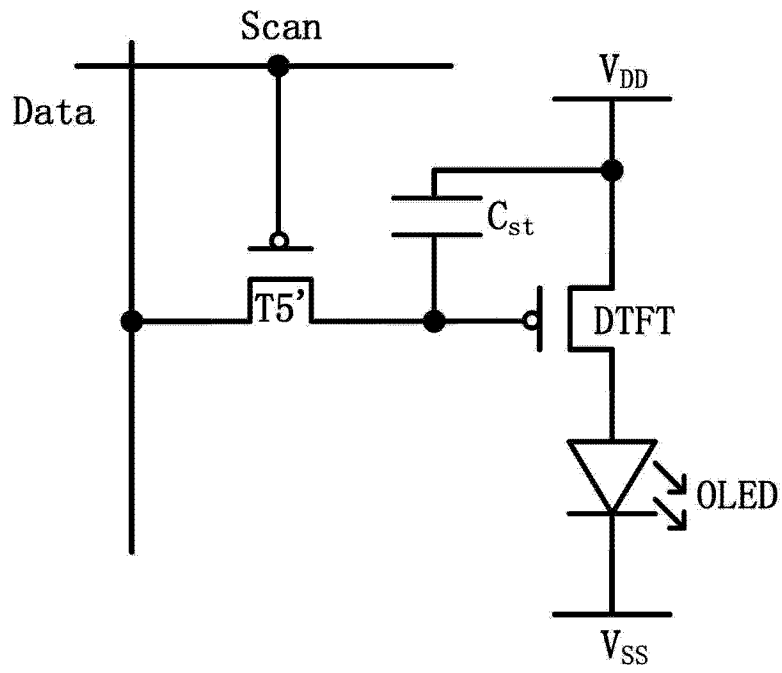 Scan
Data
VDD
Cst
T5’
DTFT
OLED
VSS